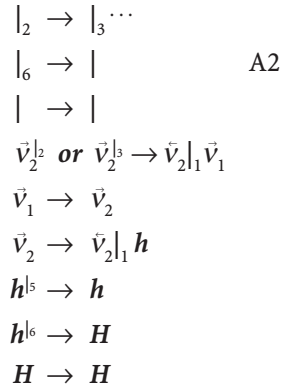 |₂ → |₃ ⋯
|₆ → | A2
| → |
v⃗₂^|₂ or v⃗₂^|₃ → v⃖₂|₁v⃗₁
v⃗₁ → v⃗₂
v⃗₂ → v⃖₂|₁ h
h^|₅ → h
h^|₆ → H
H → H